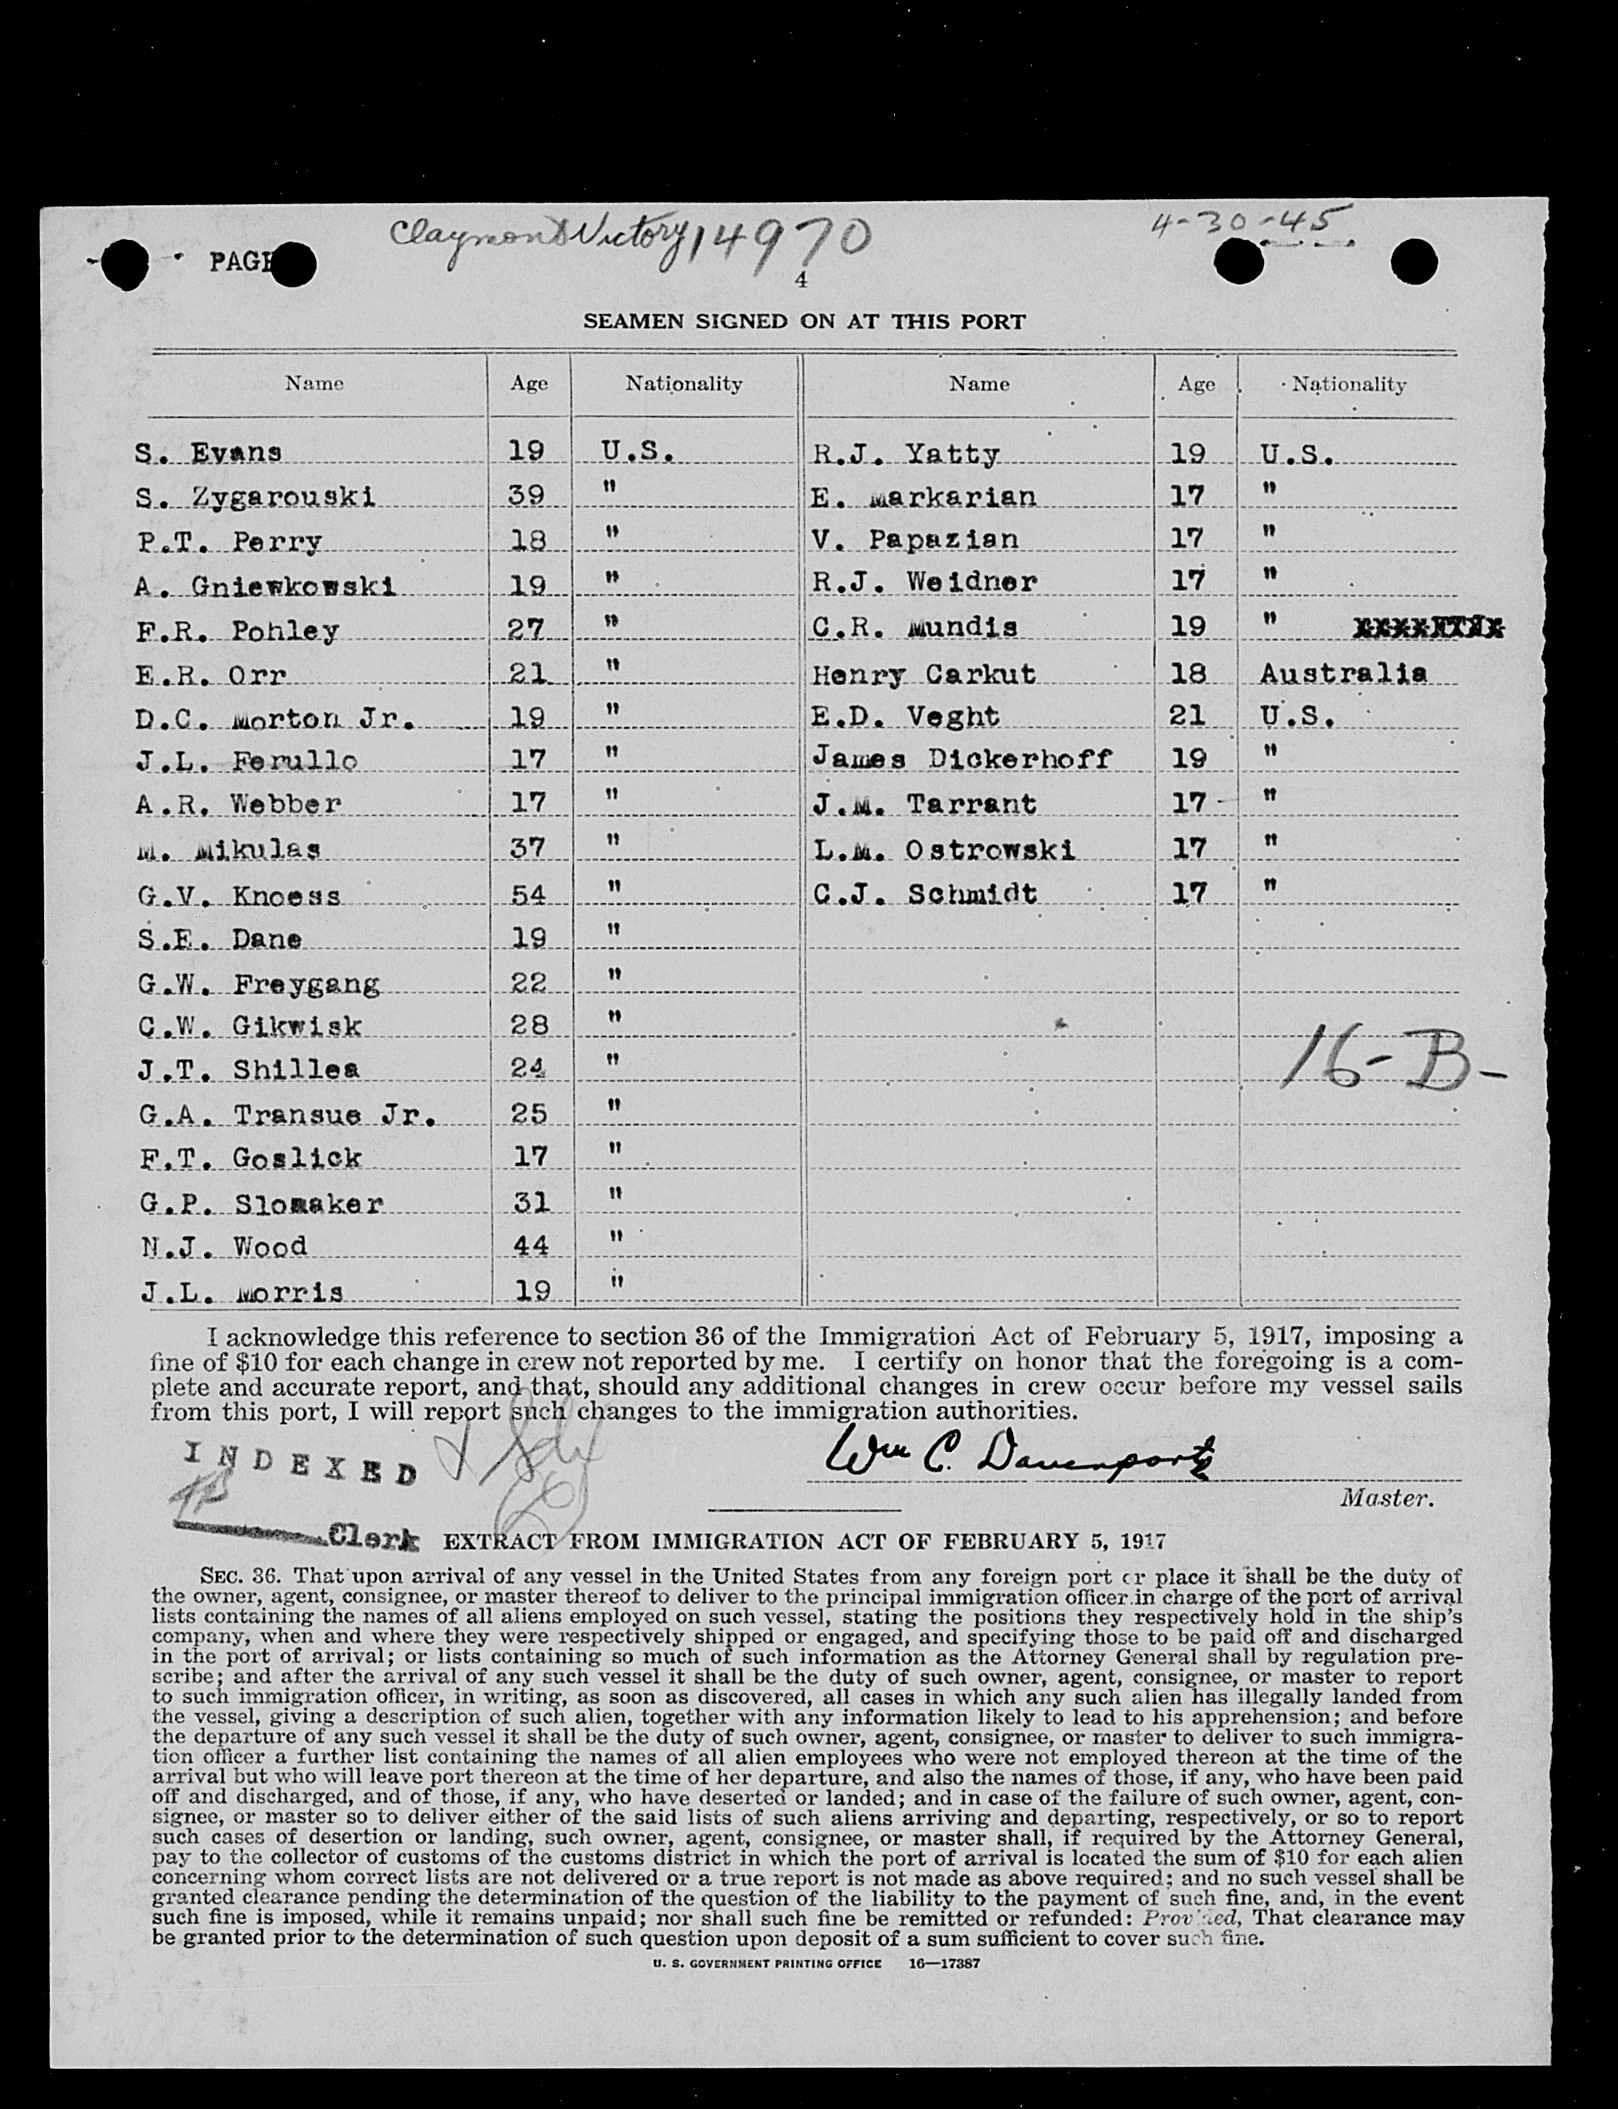 Claymont Victory 14970
4-30-45
PAGE
4
SEAMEN SIGNED ON AT THIS PORT
Name Age Nationality Name Age Nationality
S. Evans 19 U.S. R.J. Yatty 19 U.S.
S. Zygarouski 39 " E. Markarian 17 "
P.T. Perry 18 " V. Papazian 17 "
A. Gniewkowski 19 " R.J. Weidner 17 "
F.R. Pohley 27 " C.R. Mundis 19 "
E.R. Orr 21 " Henry Carkut 18 Australia
D.C. Morton Jr. 19 " E.D. Veght 21 U.S.
J.L. Ferullo 17 " James Dickerhoff 19 "
A.R. Webber 17 " J.M. Tarrant 17 "
M. Mikulas 37 " L.M. Ostrowski 17 "
G.V. Knoess 54 " C.J. Schmidt 17 "
S.E. Dane 19 "
G.W. Freygang 22 "
C.W. Gikwisk 28 "
J.T. Shillea 24 "
16-B-
G.A. Transue Jr. 25 "
F.T. Goslick 17 "
G.P. Slomaker 31 "
N.J. Wood 44 "
J.L. Morris 19 "
I acknowledge this reference to section 36 of the Immigration Act of February 5, 1917, imposing a
fine of $10 for each change in crew not reported by me. I certify on honor that the foregoing is a com-
plete and accurate report, and that, should any additional changes in crew occur before my vessel sails
from this port, I will report such changes to the immigration authorities.
INDEXED
Wm C. Davenport
Master.
Clerk
EXTRACT FROM IMMIGRATION ACT OF FEBRUARY 5, 1917
SEC. 36. That upon arrival of any vessel in the United States from any foreign port or place it shall be the duty of
the owner, agent, consignee, or master thereof to deliver to the principal immigration officer in charge of the port of arrival
lists containing the names of all aliens employed on such vessel, stating the positions they respectively hold in the ship's
company, when and where they were respectively shipped or engaged, and specifying those to be paid off and discharged
in the port of arrival; or lists containing so much of such information as the Attorney General shall by regulation pre-
scribe; and after the arrival of any such vessel it shall be the duty of such owner, agent, consignee, or master to report
to such immigration officer, in writing, as soon as discovered, all cases in which any such alien has illegally landed from
the vessel, giving a description of such alien, together with any information likely to lead to his apprehension; and before
the departure of any such vessel it shall be the duty of such owner, agent, consignee, or master to deliver to such immigra-
tion officer a further list containing the names of all alien employees who were not employed thereon at the time of the
arrival but who will leave port thereon at the time of her departure, and also the names of those, if any, who have been paid
off and discharged, and of those, if any, who have deserted or landed; and in case of the failure of such owner, agent, con-
signee, or master so to deliver either of the said lists of such aliens arriving and departing, respectively, or so to report
such cases of desertion or landing, such owner, agent, consignee, or master shall, if required by the Attorney General,
pay to the collector of customs of the customs district in which the port of arrival is located the sum of $10 for each alien
concerning whom correct lists are not delivered or a true report is not made as above required; and no such vessel shall be
granted clearance pending the determination of the question of the liability to the payment of such fine, and, in the event
such fine is imposed, while it remains unpaid; nor shall such fine be remitted or refunded: Provided, That clearance may
be granted prior to the determination of such question upon deposit of a sum sufficient to cover such fine.
U. S. GOVERNMENT PRINTING OFFICE 16—17387